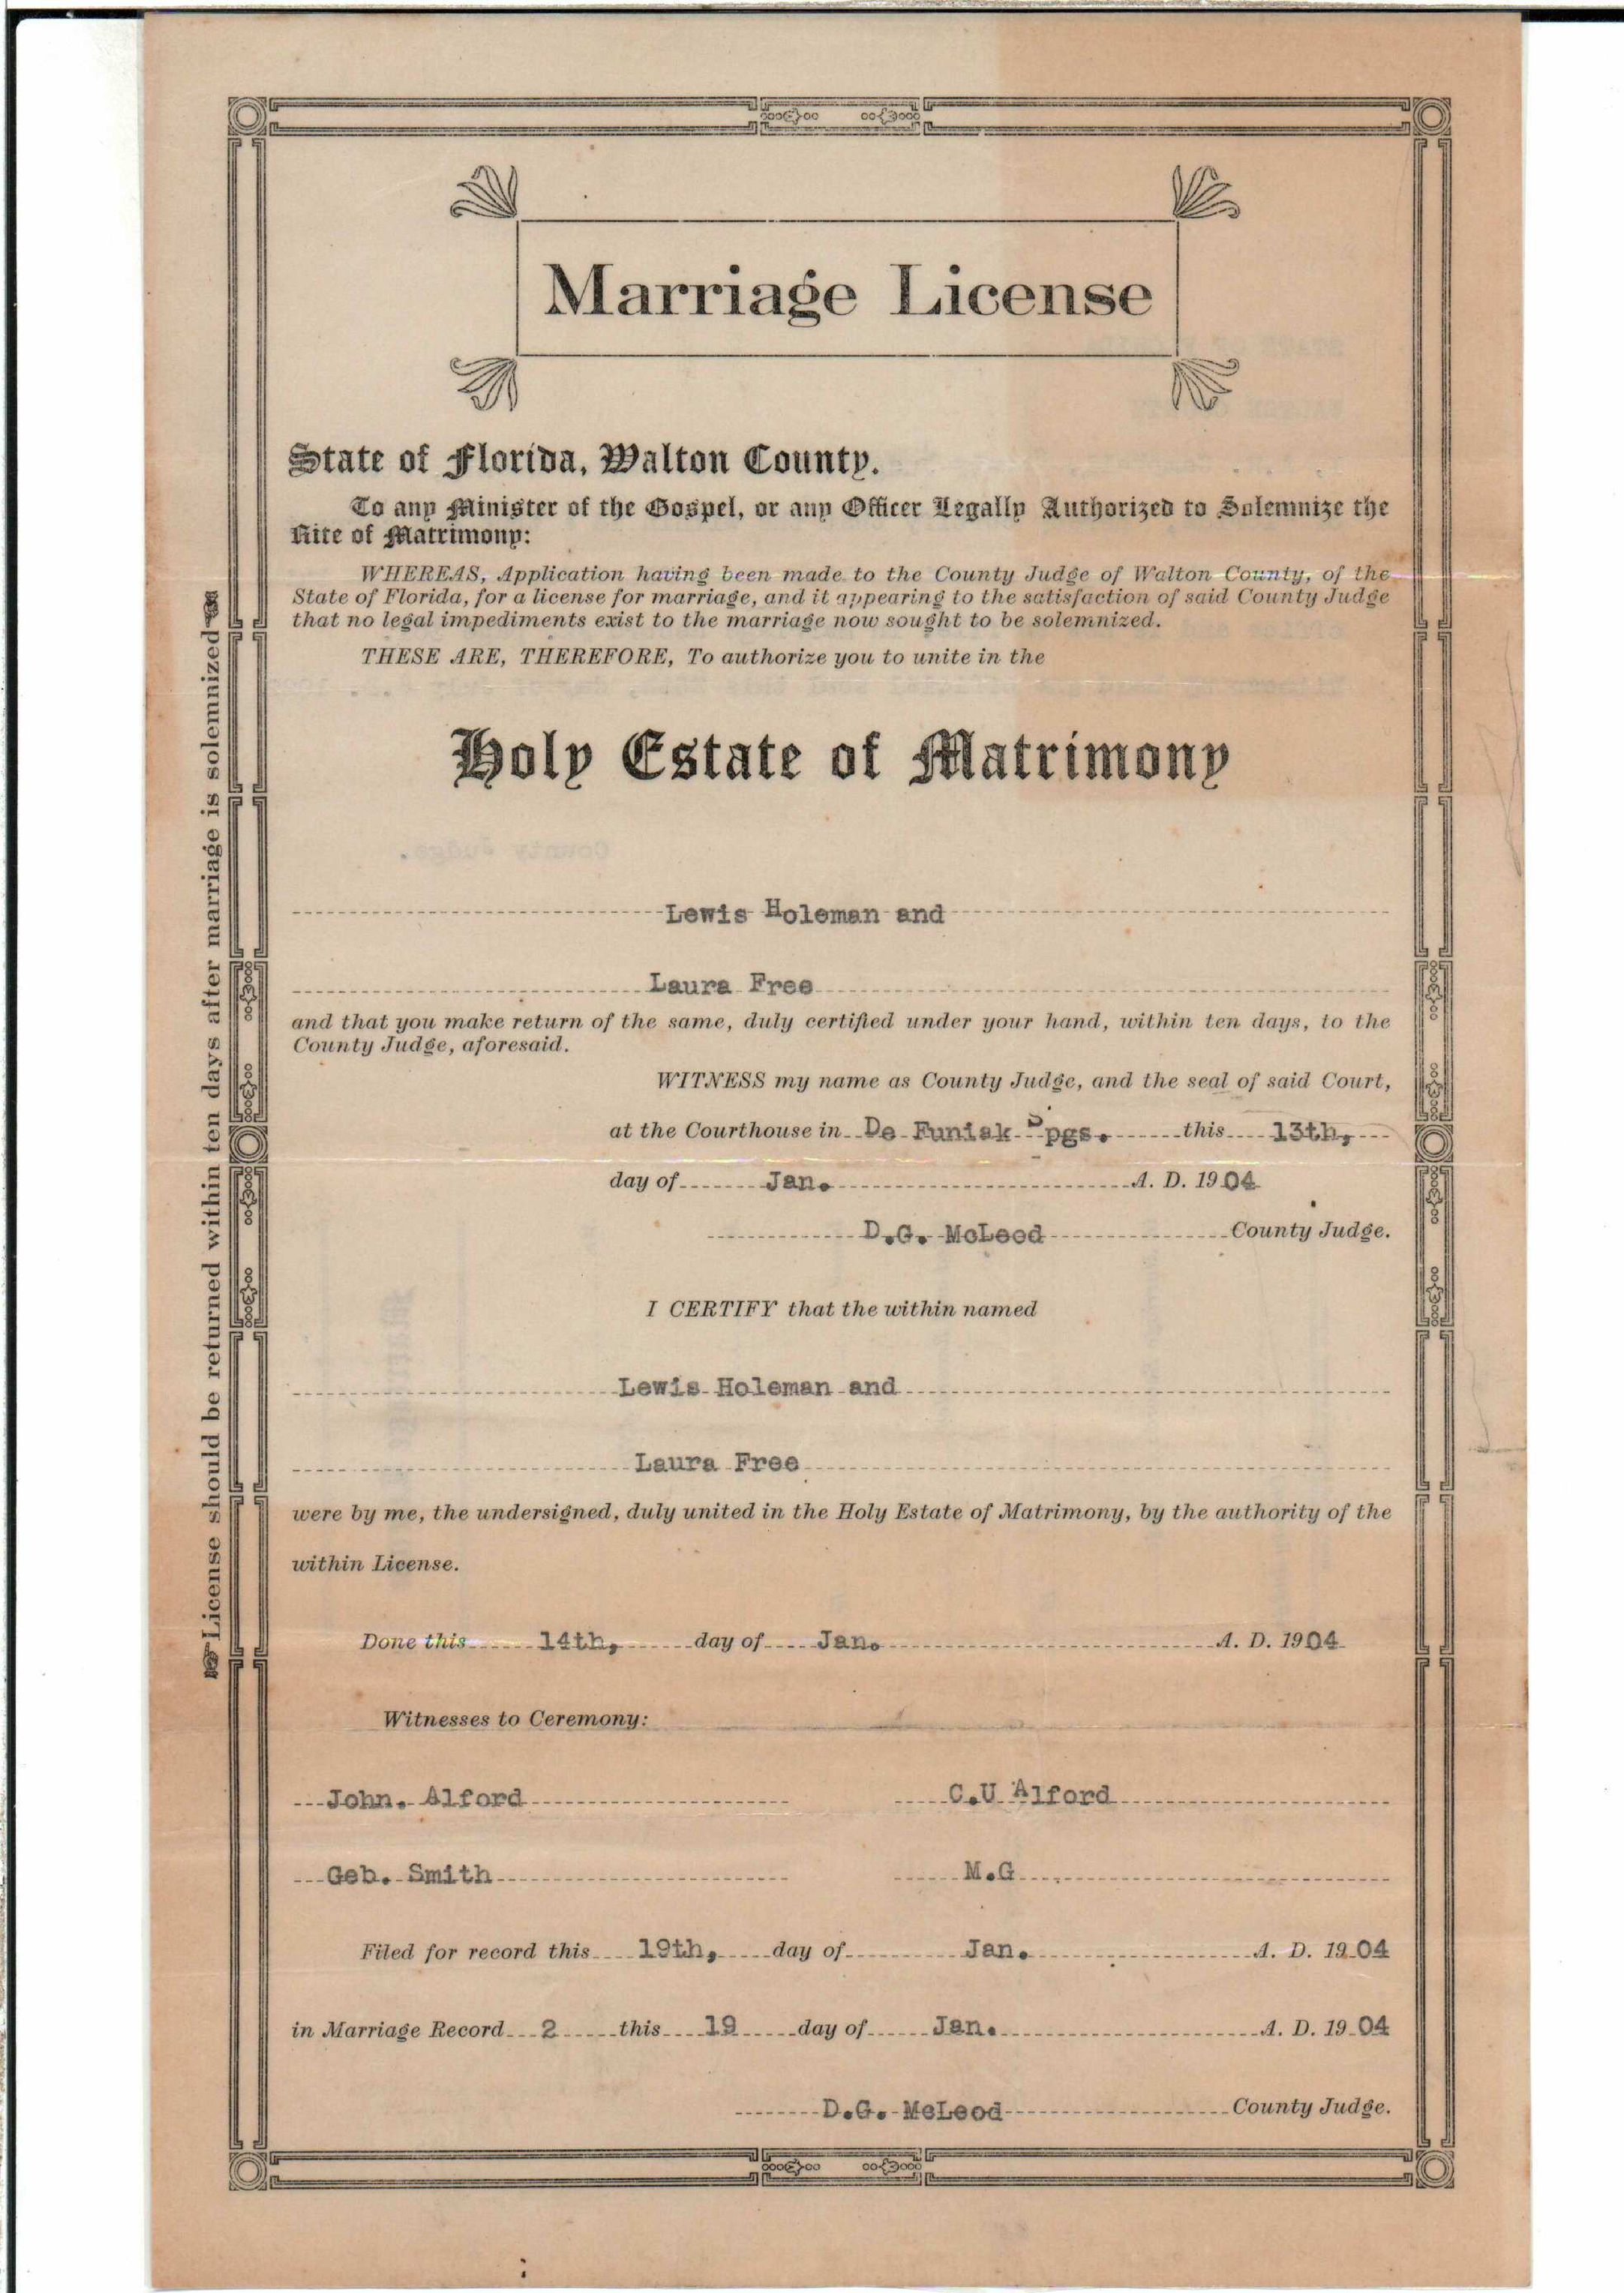 Marriage License
State of Florida, Walton County.
To any Minister of the Gospel, or any Officer Legally Authorized to Solemnize the
Rite of Matrimony:
WHEREAS, Application having been made to the County Judge of Walton County, of the
State of Florida, for a license for marriage, and it appearing to the satisfaction of said County Judge
that no legal impediments exist to the marriage now sought to be solemnized.
THESE ARE, THEREFORE, To authorize you to unite in the
Holy Estate of Matrimony
Lewis Holeman and
Laura Free
and that you make return of the same, duly certified under your hand, within ten days, to the
County Judge, aforesaid.
WITNESS my name as County Judge, and the seal of said Court,
at the Courthouse in De Funiak Spgs. this 13th,
day of Jan. A. D. 1904
D.G. McLeod County Judge.
I CERTIFY that the within named
Lewis Holeman and
Laura Free
were by me, the undersigned, duly united in the Holy Estate of Matrimony, by the authority of the
within License.
Done this 14th, day of Jan. A. D. 1904
Witnesses to Ceremony:
John. Alford C.U Alford
Geb. Smith M.G
Filed for record this 19th, day of Jan. A. D. 1904
in Marriage Record 2 this 19 day of Jan. A. D. 1904
D.G. McLeod County Judge.
License should be returned within ten days after marriage is solemnized